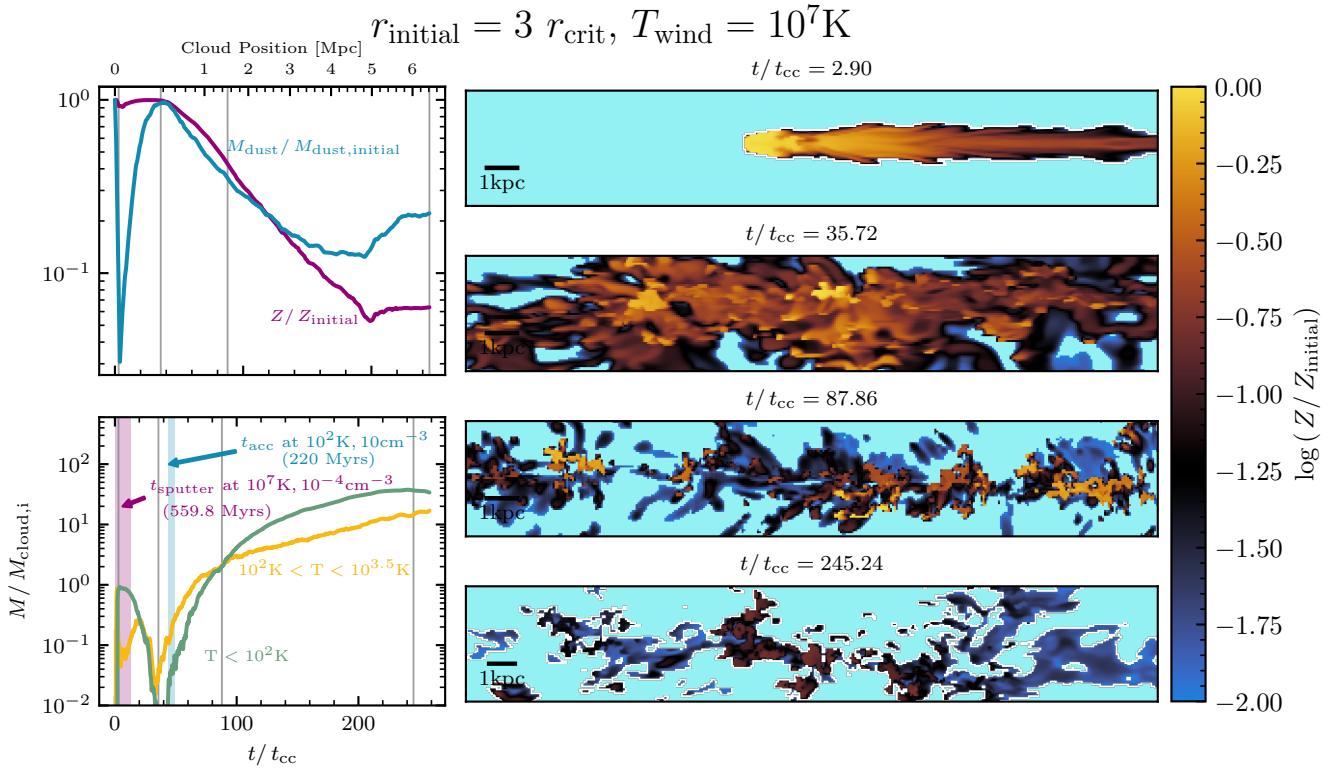 r_initial = 3 r_crit, T_wind = 10^7K
Cloud Position [Mpc]
0 1 2 3 4 5 6
10^0
10^-1
M_dust / M_dust,initial
Z / Z_initial
M / M_cloud,i
10^2
10^1
10^0
10^-1
10^-2
t_acc at 10^2K, 10cm^-3
(220 Myrs)
t_sputter at 10^7K, 10^-4cm^-3
(559.8 Myrs)
10^2K < T < 10^3.5K
T < 10^2K
0 100 200
t / t_cc
t / t_cc = 2.90
1kpc
t / t_cc = 35.72
1kpc
t / t_cc = 87.86
1kpc
t / t_cc = 245.24
1kpc
0.00
−0.25
−0.50
−0.75
−1.00
−1.25
−1.50
−1.75
−2.00
log ( Z / Z_initial)